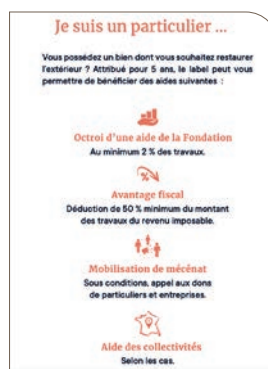 Je suis un particulier ...
Vous possédez un bien dont vous souhaitez restaurer
l'extérieur ? Attribué pour 5 ans, le label peut vous
permettre de bénéficier des aides suivantes :
Octroi d'une aide de la Fondation
Au minimum 2 % des travaux.
Avantage fiscal
Déduction de 50 % minimum du montant
des travaux du revenu imposable.
Mobilisation de mécénat
Sous conditions, appel aux dons
de particuliers et entreprises.
Aide des collectivités
Selon les cas.